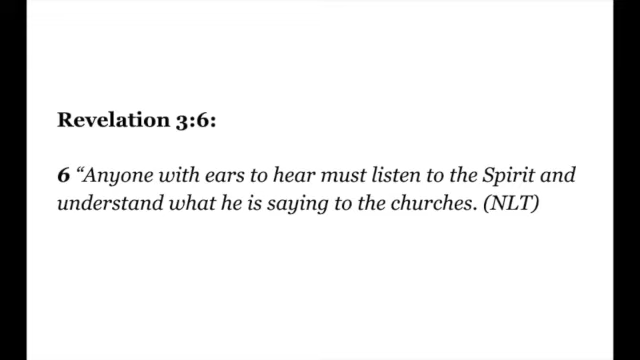 Revelation 3:6:
6 “Anyone with ears to hear must listen to the Spirit and
understand what he is saying to the churches. (NLT)